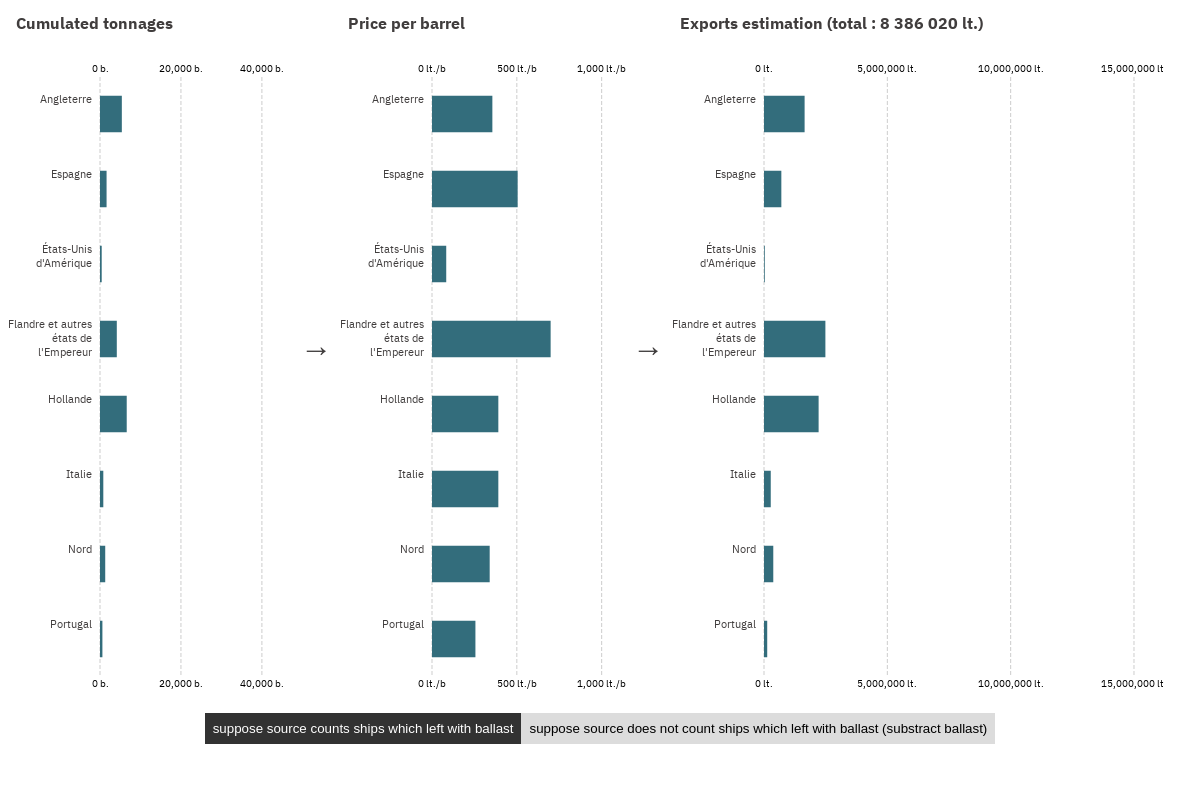 Cumulated tonnages
0 b.
20,000 b.
40,000 b.
Angleterre
Espagne
États-Unis
d'Amérique
Flandre et autres
états de
l'Empereur
Hollande
Italie
Nord
Portugal
0 b.
20,000 b.
40,000 b.
→
Price per barrel
0 lt./b
500 lt./b
1,000 lt./b
Angleterre
Espagne
États-Unis
d'Amérique
Flandre et autres
états de
l'Empereur
Hollande
Italie
Nord
Portugal
0 lt./b
500 lt./b
1,000 lt./b
→
Exports estimation (total : 8 386 020 lt.)
0 lt.
5,000,000 lt.
10,000,000 lt.
15,000,000 lt
Angleterre
Espagne
États-Unis
d'Amérique
Flandre et autres
états de
l'Empereur
Hollande
Italie
Nord
Portugal
0 lt.
5,000,000 lt.
10,000,000 lt.
15,000,000 lt
suppose source counts ships which left with ballast
suppose source does not count ships which left with ballast (substract ballast)